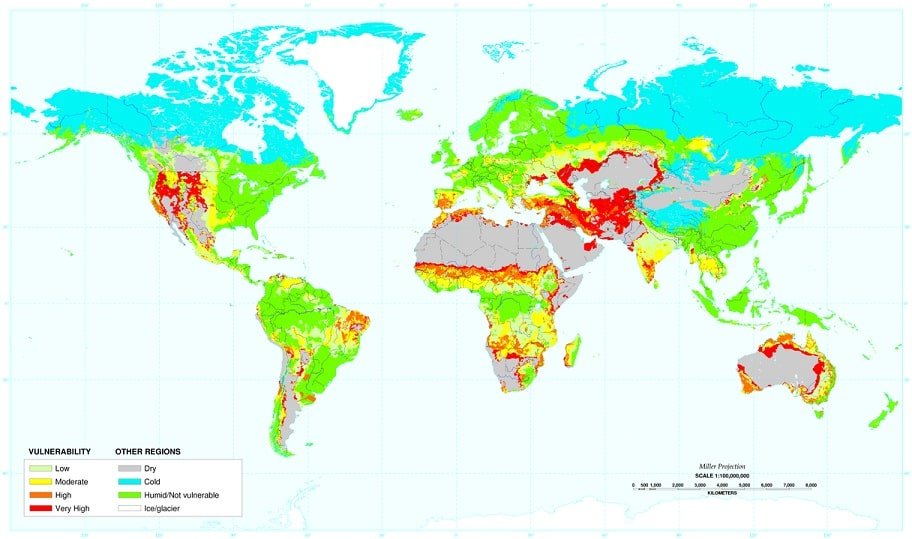 VULNERABILITY
Low
Moderate
High
Very High
OTHER REGIONS
Dry
Cold
Humid/Not vulnerable
Ice/glacier
Miller Projection
SCALE 1:100,000,000
0 500 1,000 2,000 3,000 4,000 5,000 6,000 7,000 8,000
KILOMETERS